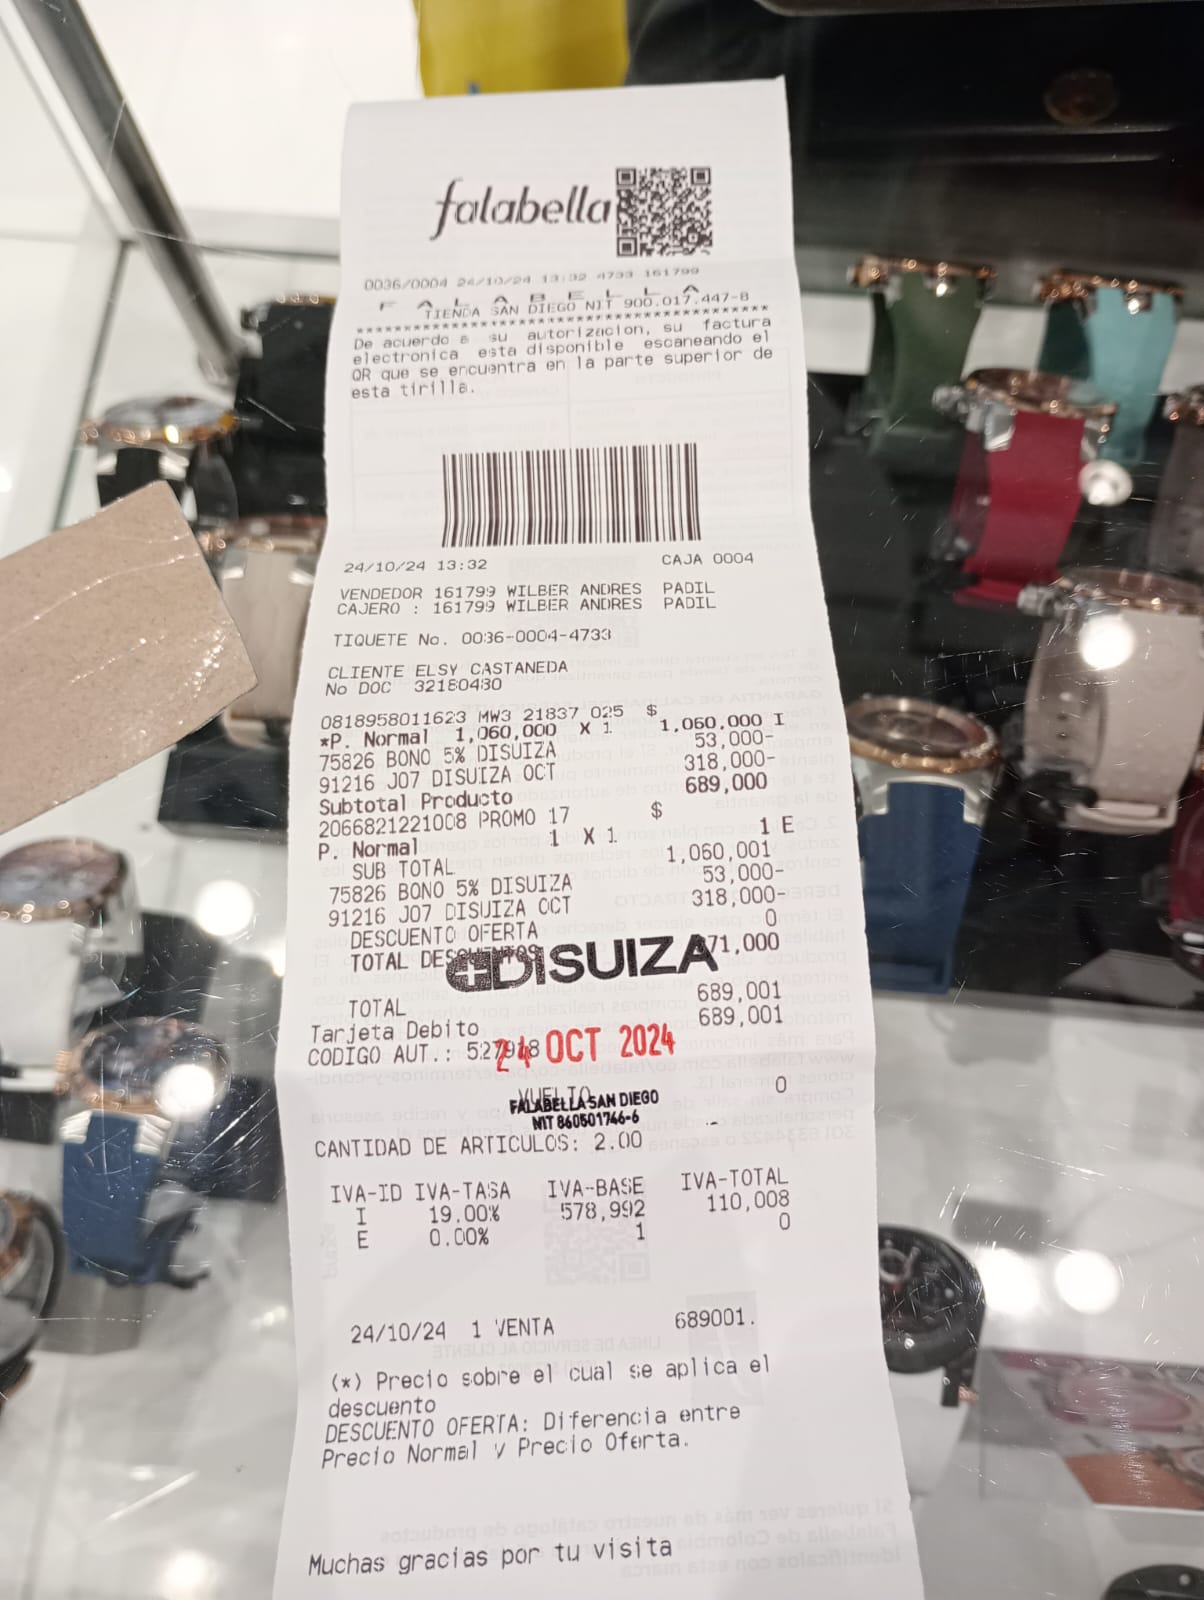 falabella
0036/0004 24/10/24 13:32 4733 161799
F A L A B E L L A
TIENDA SAN DIEGO NIT 900.017.447-8
****************************************
De acuerdo a su autorizacion, su factura
electronica esta disponible escaneando el
QR que se encuentra en la parte superior de
esta tirilla.
24/10/24 13:32 CAJA 0004
VENDEDOR 161799 WILBER ANDRES PADIL
CAJERO : 161799 WILBER ANDRES PADIL
TIQUETE No. 0036-0004-4733
CLIENTE ELSY CASTANEDA
No DOC 32180430
0818958011623 MW3 21837 025 $
*P. Normal 1,060,000 X 1 1,060,000 I
75826 BONO 5% DISUIZA 53,000-
91216 J07 DISUIZA OCT 318,000-
Subtotal Producto 689,000
2066821221008 PROMO 17 $
P. Normal 1 X 1 1 E
SUB TOTAL 1,060,001
75826 BONO 5% DISUIZA 53,000-
91216 J07 DISUIZA OCT 318,000-
DESCUENTO OFERTA 0
TOTAL DESCUENTOS 71,000
DISUIZA
TOTAL 689,001
Tarjeta Debito 689,001
CODIGO AUT.: 527918
24 OCT 2024
VUELTO 0
FALABELLA SAN DIEGO
NIT 860501746-6
CANTIDAD DE ARTICULOS: 2.00
IVA-ID IVA-TASA IVA-BASE IVA-TOTAL
I 19.00% 578,992 110,008
E 0.00% 1 0
24/10/24 1 VENTA 689001.
(*) Precio sobre el cual se aplica el
descuento
DESCUENTO OFERTA: Diferencia entre
Precio Normal y Precio Oferta.
Muchas gracias por tu visita